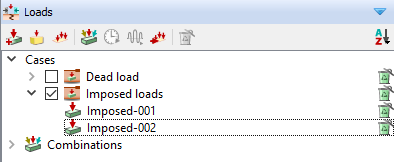 Loads
Cases
Dead load
Imposed loads
Imposed-001
Imposed-002
Combinations